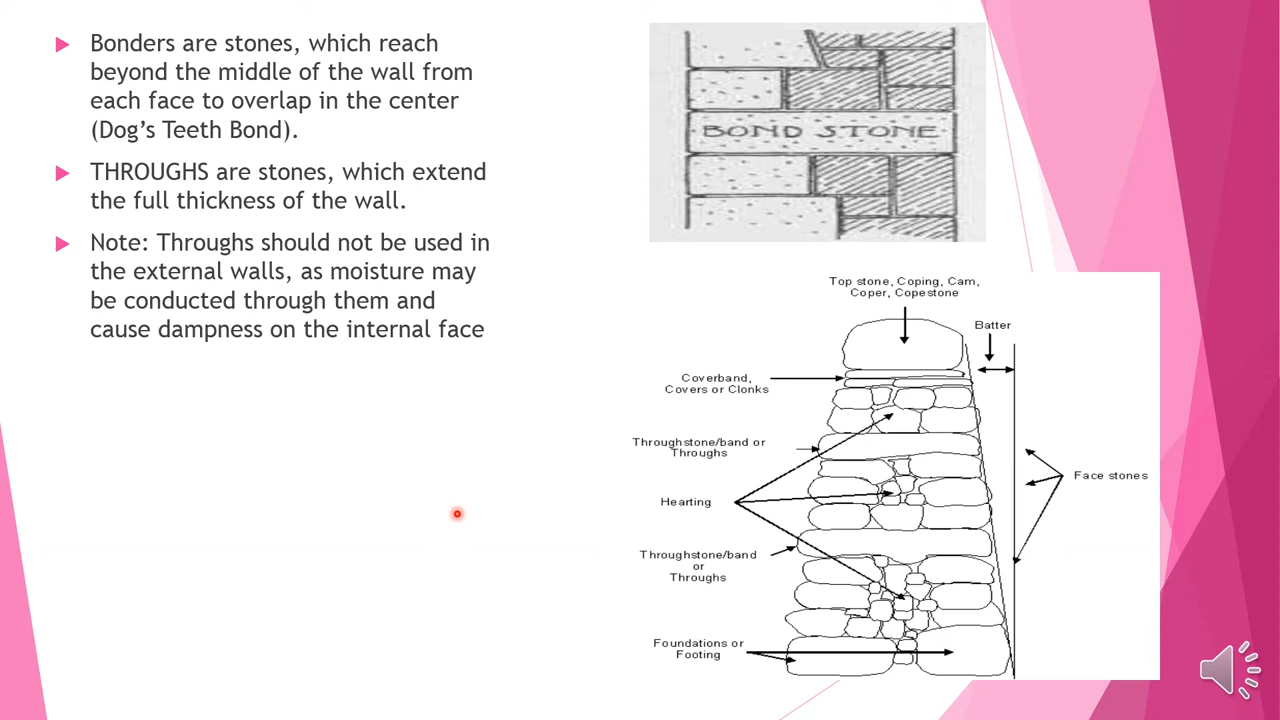 Bonders are stones, which reach
beyond the middle of the wall from
each face to overlap in the center
(Dog's Teeth Bond).
THROUGHS are stones, which extend
the full thickness of the wall.
Note: Throughs should not be used in
the external walls, as moisture may
be conducted through them and
cause dampness on the internal face
BOND STONE
Top stone, Coping, Cam,
Coper, Copestone
Batter
Coverband,
Covers or Clonks
Throughstone/band or
Throughs
Face stones
Hearting
Throughstone/band
or
Throughs
Foundations or
Footing